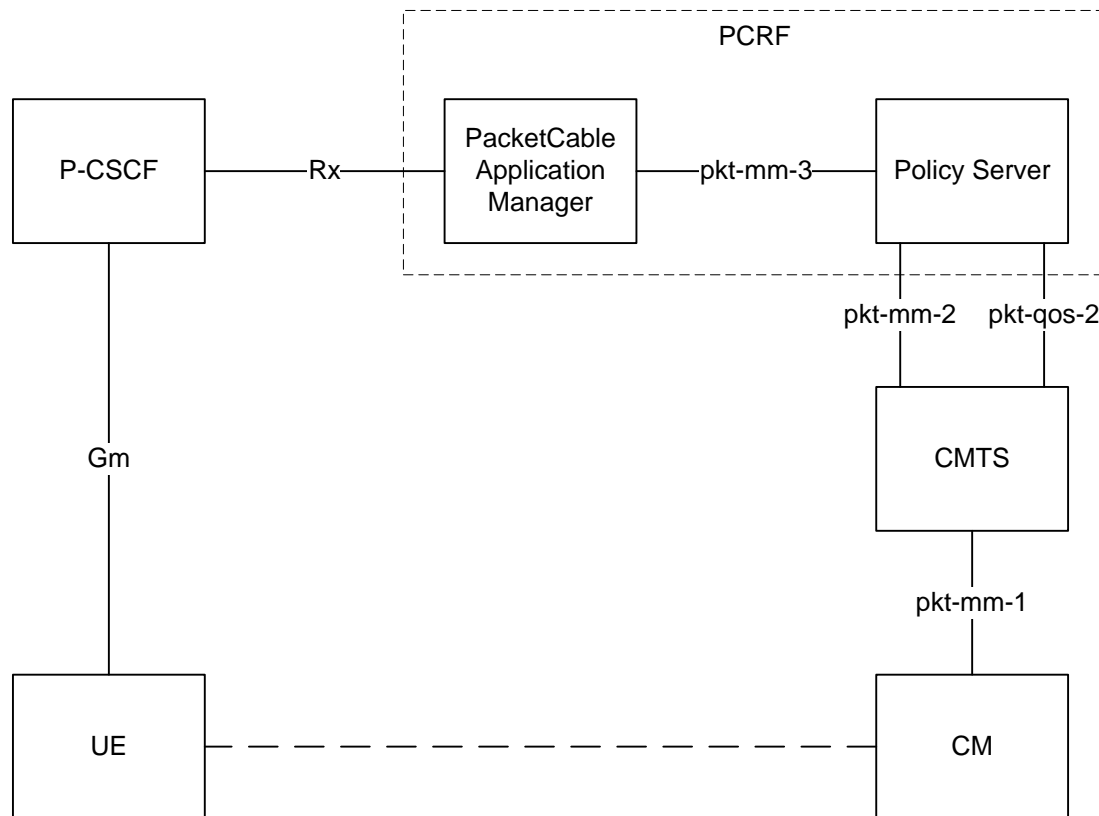 PCRF
P-CSCF
Rx
PacketCable
Application
Manager
pkt-mm-3
Policy Server
pkt-mm-2
pkt-qos-2
Gm
CMTS
pkt-mm-1
UE
CM